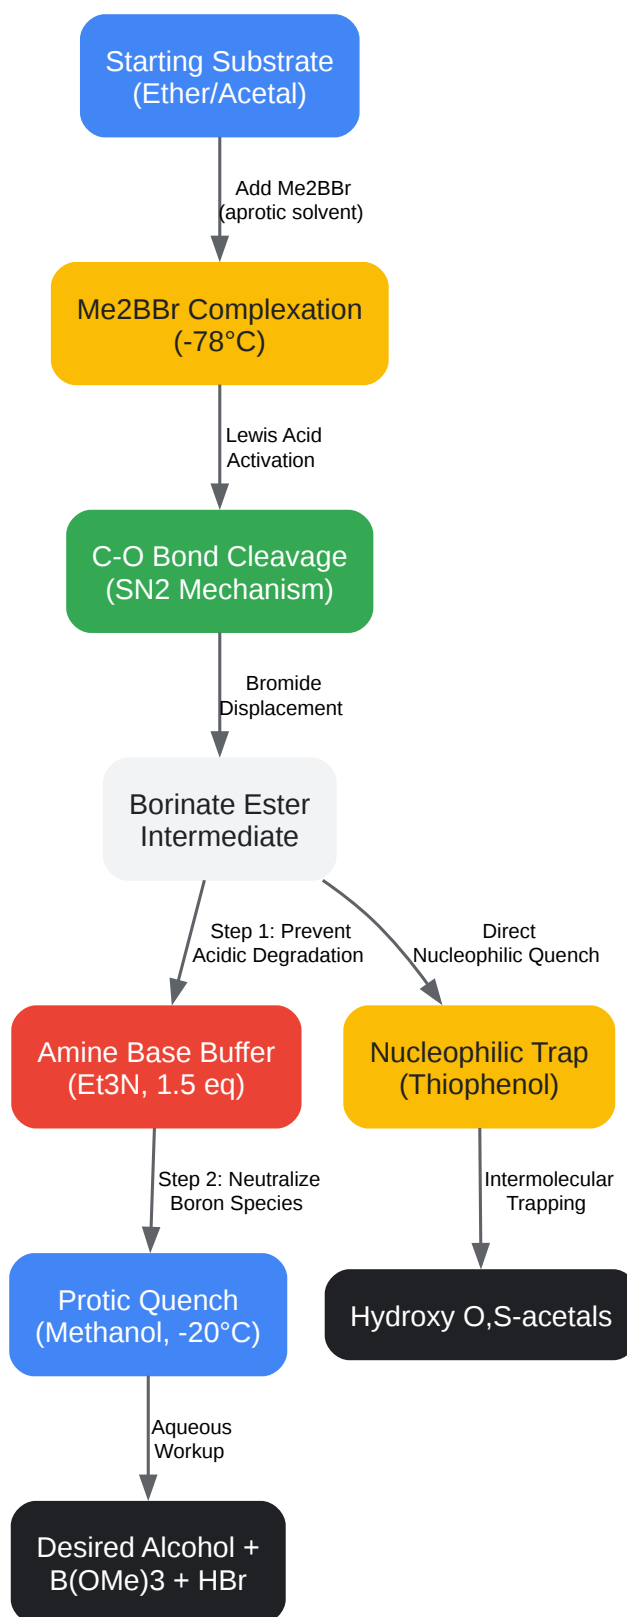 Starting Substrate
(Ether/Acetal)
Add Me2BBr
(aprotic solvent)
Me2BBr Complexation
(-78°C)
Lewis Acid
Activation
C-O Bond Cleavage
(SN2 Mechanism)
Bromide
Displacement
Borinate Ester
Intermediate
Step 1: Prevent
Acidic Degradation
Direct
Nucleophilic Quench
Amine Base Buffer
(Et3N, 1.5 eq)
Nucleophilic Trap
(Thiophenol)
Step 2: Neutralize
Boron Species
Intermolecular
Trapping
Protic Quench
(Methanol, -20°C)
Hydroxy O,S-acetals
Aqueous
Workup
Desired Alcohol +
B(OMe)3 + HBr